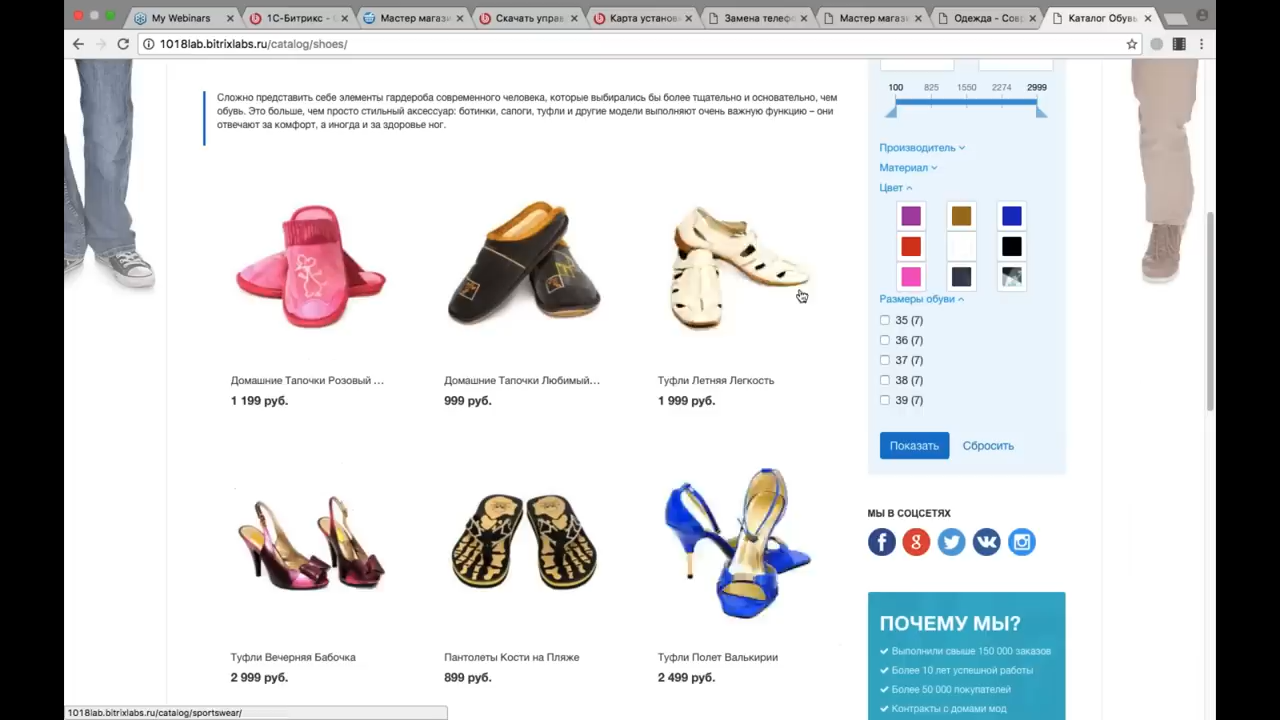 My Webinars
1С-Битрикс - С
Мастер магази
Скачать управ
Карта установ
Замена телефо
Мастер магази
Одежда - Сов
Каталог Обувь
1018lab.bitrixlabs.ru/catalog/shoes/
Сложно представить себе элементы гардероба современного человека, которые выбирались бы более тщательно и основательно, чем
обувь. Это больше, чем просто стильный аксессуар: ботинки, сапоги, туфли и другие модели выполняют очень важную функцию – они
отвечают за комфорт, а иногда и за здоровье ног.
100 825 1550 2274 2999
Производитель
Материал
Цвет
Размеры обуви
35 (7)
36 (7)
37 (7)
38 (7)
39 (7)
Показать Сбросить
Домашние Тапочки Розовый ...
1 199 руб.
Домашние Тапочки Любимый...
999 руб.
Туфли Летняя Легкость
1 999 руб.
Туфли Вечерняя Бабочка
2 999 руб.
Пантолеты Кости на Пляже
899 руб.
Туфли Полет Валькирии
2 499 руб.
МЫ В СОЦСЕТЯХ
ПОЧЕМУ МЫ?
Выполнили свыше 150 000 заказов
Более 10 лет успешной работы
Более 50 000 покупателей
Контракты с домами мод
1018lab.bitrixlabs.ru/catalog/sportswear/